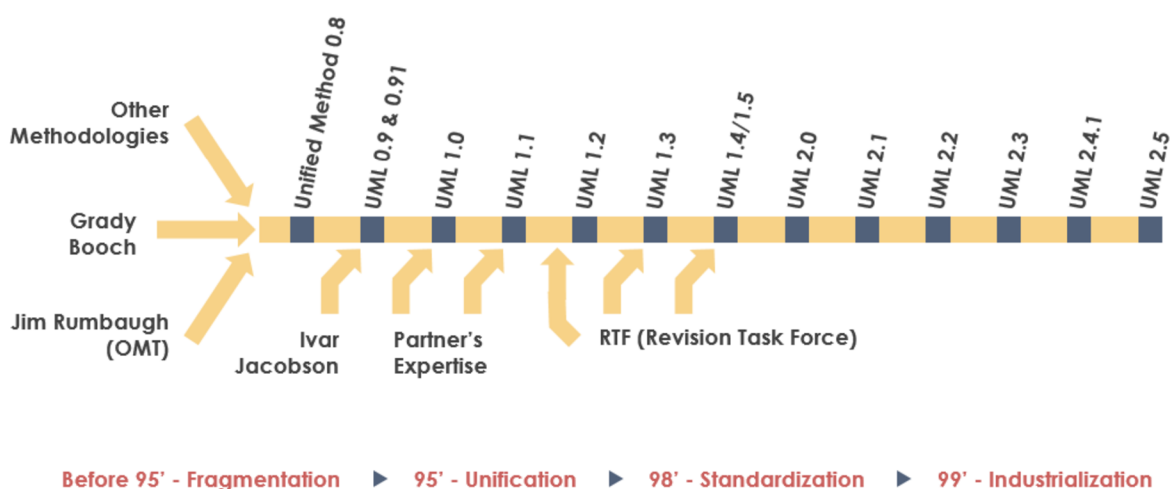 Unified Method 0.8
UML 0.9 & 0.91
UML 1.0
UML 1.1
UML 1.2
UML 1.3
UML 1.4/1.5
UML 2.0
UML 2.1
UML 2.2
UML 2.3
UML 2.4.1
UML 2.5
Other
Methodologies
Grady
Booch
Jim Rumbaugh
(OMT)
Ivar
Jacobson
Partner's
Expertise
RTF (Revision Task Force)
Before 95' - Fragmentation ▶ 95' - Unification ▶ 98' - Standardization ▶ 99' - Industrialization